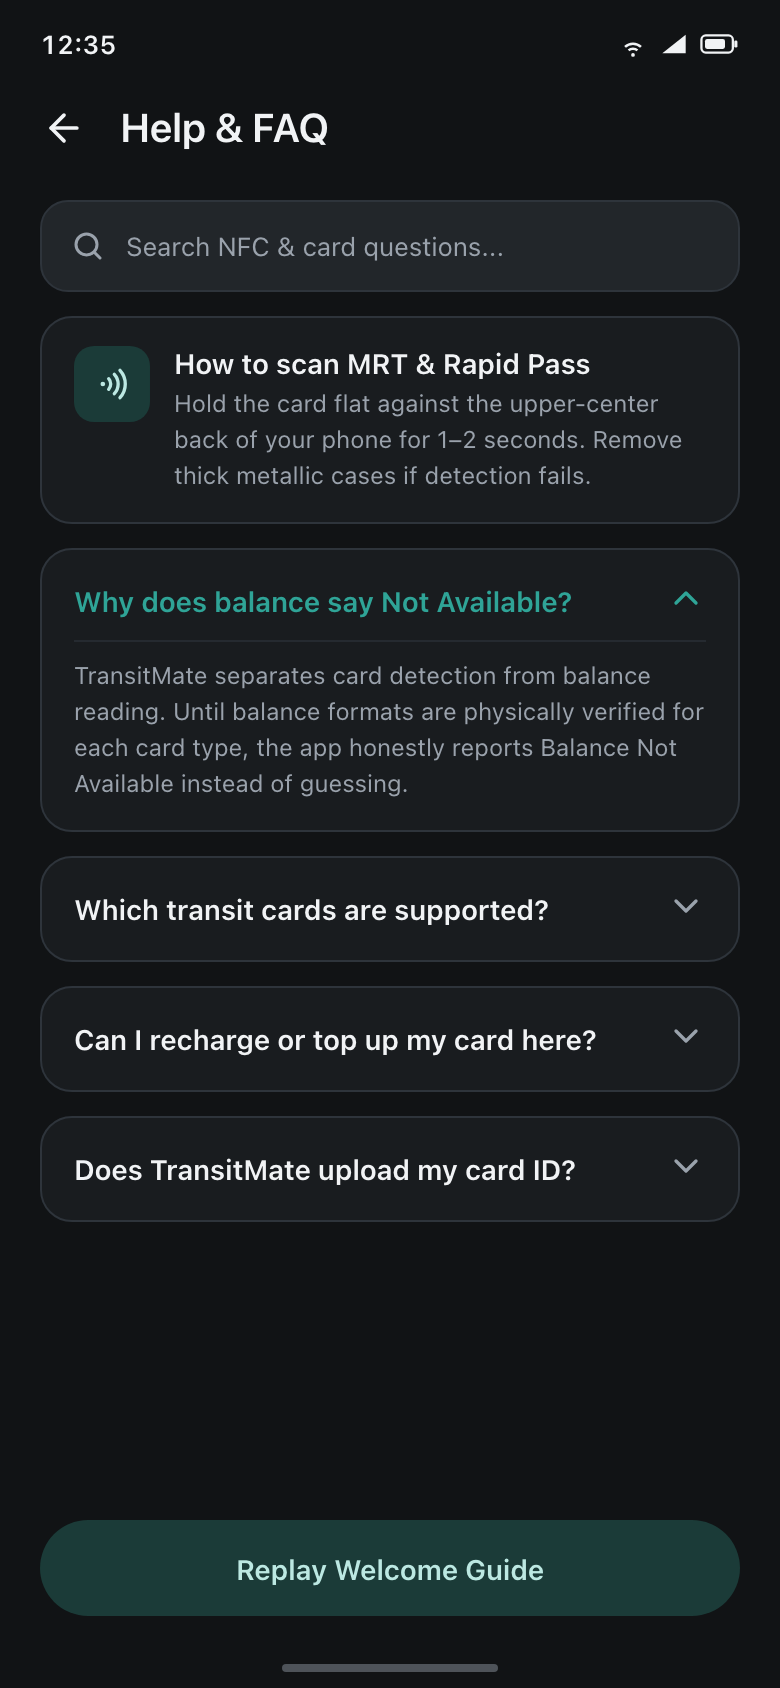 12:35
Help & FAQ
Search NFC & card questions...
How to scan MRT & Rapid Pass
Hold the card flat against the upper-center
back of your phone for 1–2 seconds. Remove
thick metallic cases if detection fails.
Why does balance say Not Available?
TransitMate separates card detection from balance
reading. Until balance formats are physically verified for
each card type, the app honestly reports Balance Not
Available instead of guessing.
Which transit cards are supported?
Can I recharge or top up my card here?
Does TransitMate upload my card ID?
Replay Welcome Guide